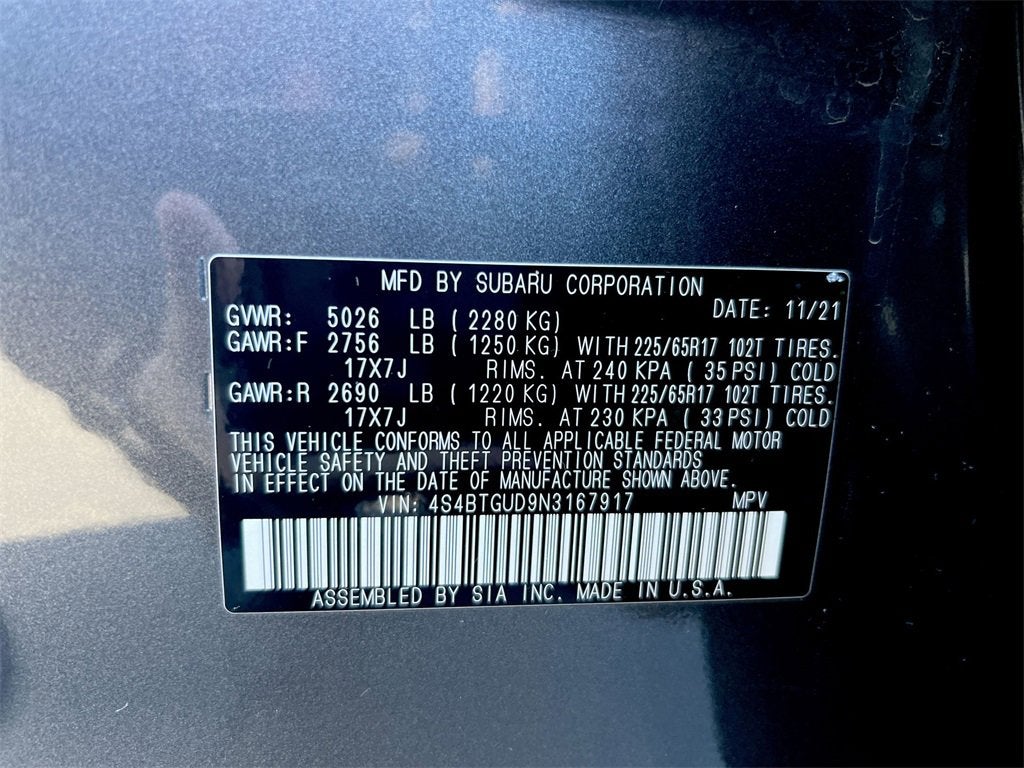 MFD BY SUBARU CORPORATION
DATE: 11/21
GVWR: 5026 LB ( 2280 KG)
GAWR:F 2756 LB ( 1250 KG) WITH 225/65R17 102T TIRES.
17X7J RIMS. AT 240 KPA ( 35 PSI) COLD
GAWR:R 2690 LB ( 1220 KG) WITH 225/65R17 102T TIRES.
17X7J RIMS. AT 230 KPA ( 33 PSI) COLD
THIS VEHICLE CONFORMS TO ALL APPLICABLE FEDERAL MOTOR
VEHICLE SAFETY AND THEFT PREVENTION STANDARDS
IN EFFECT ON THE DATE OF MANUFACTURE SHOWN ABOVE.
VIN: 4S4BTGUD9N3167917 MPV
ASSEMBLED BY SIA INC. MADE IN U.S.A.